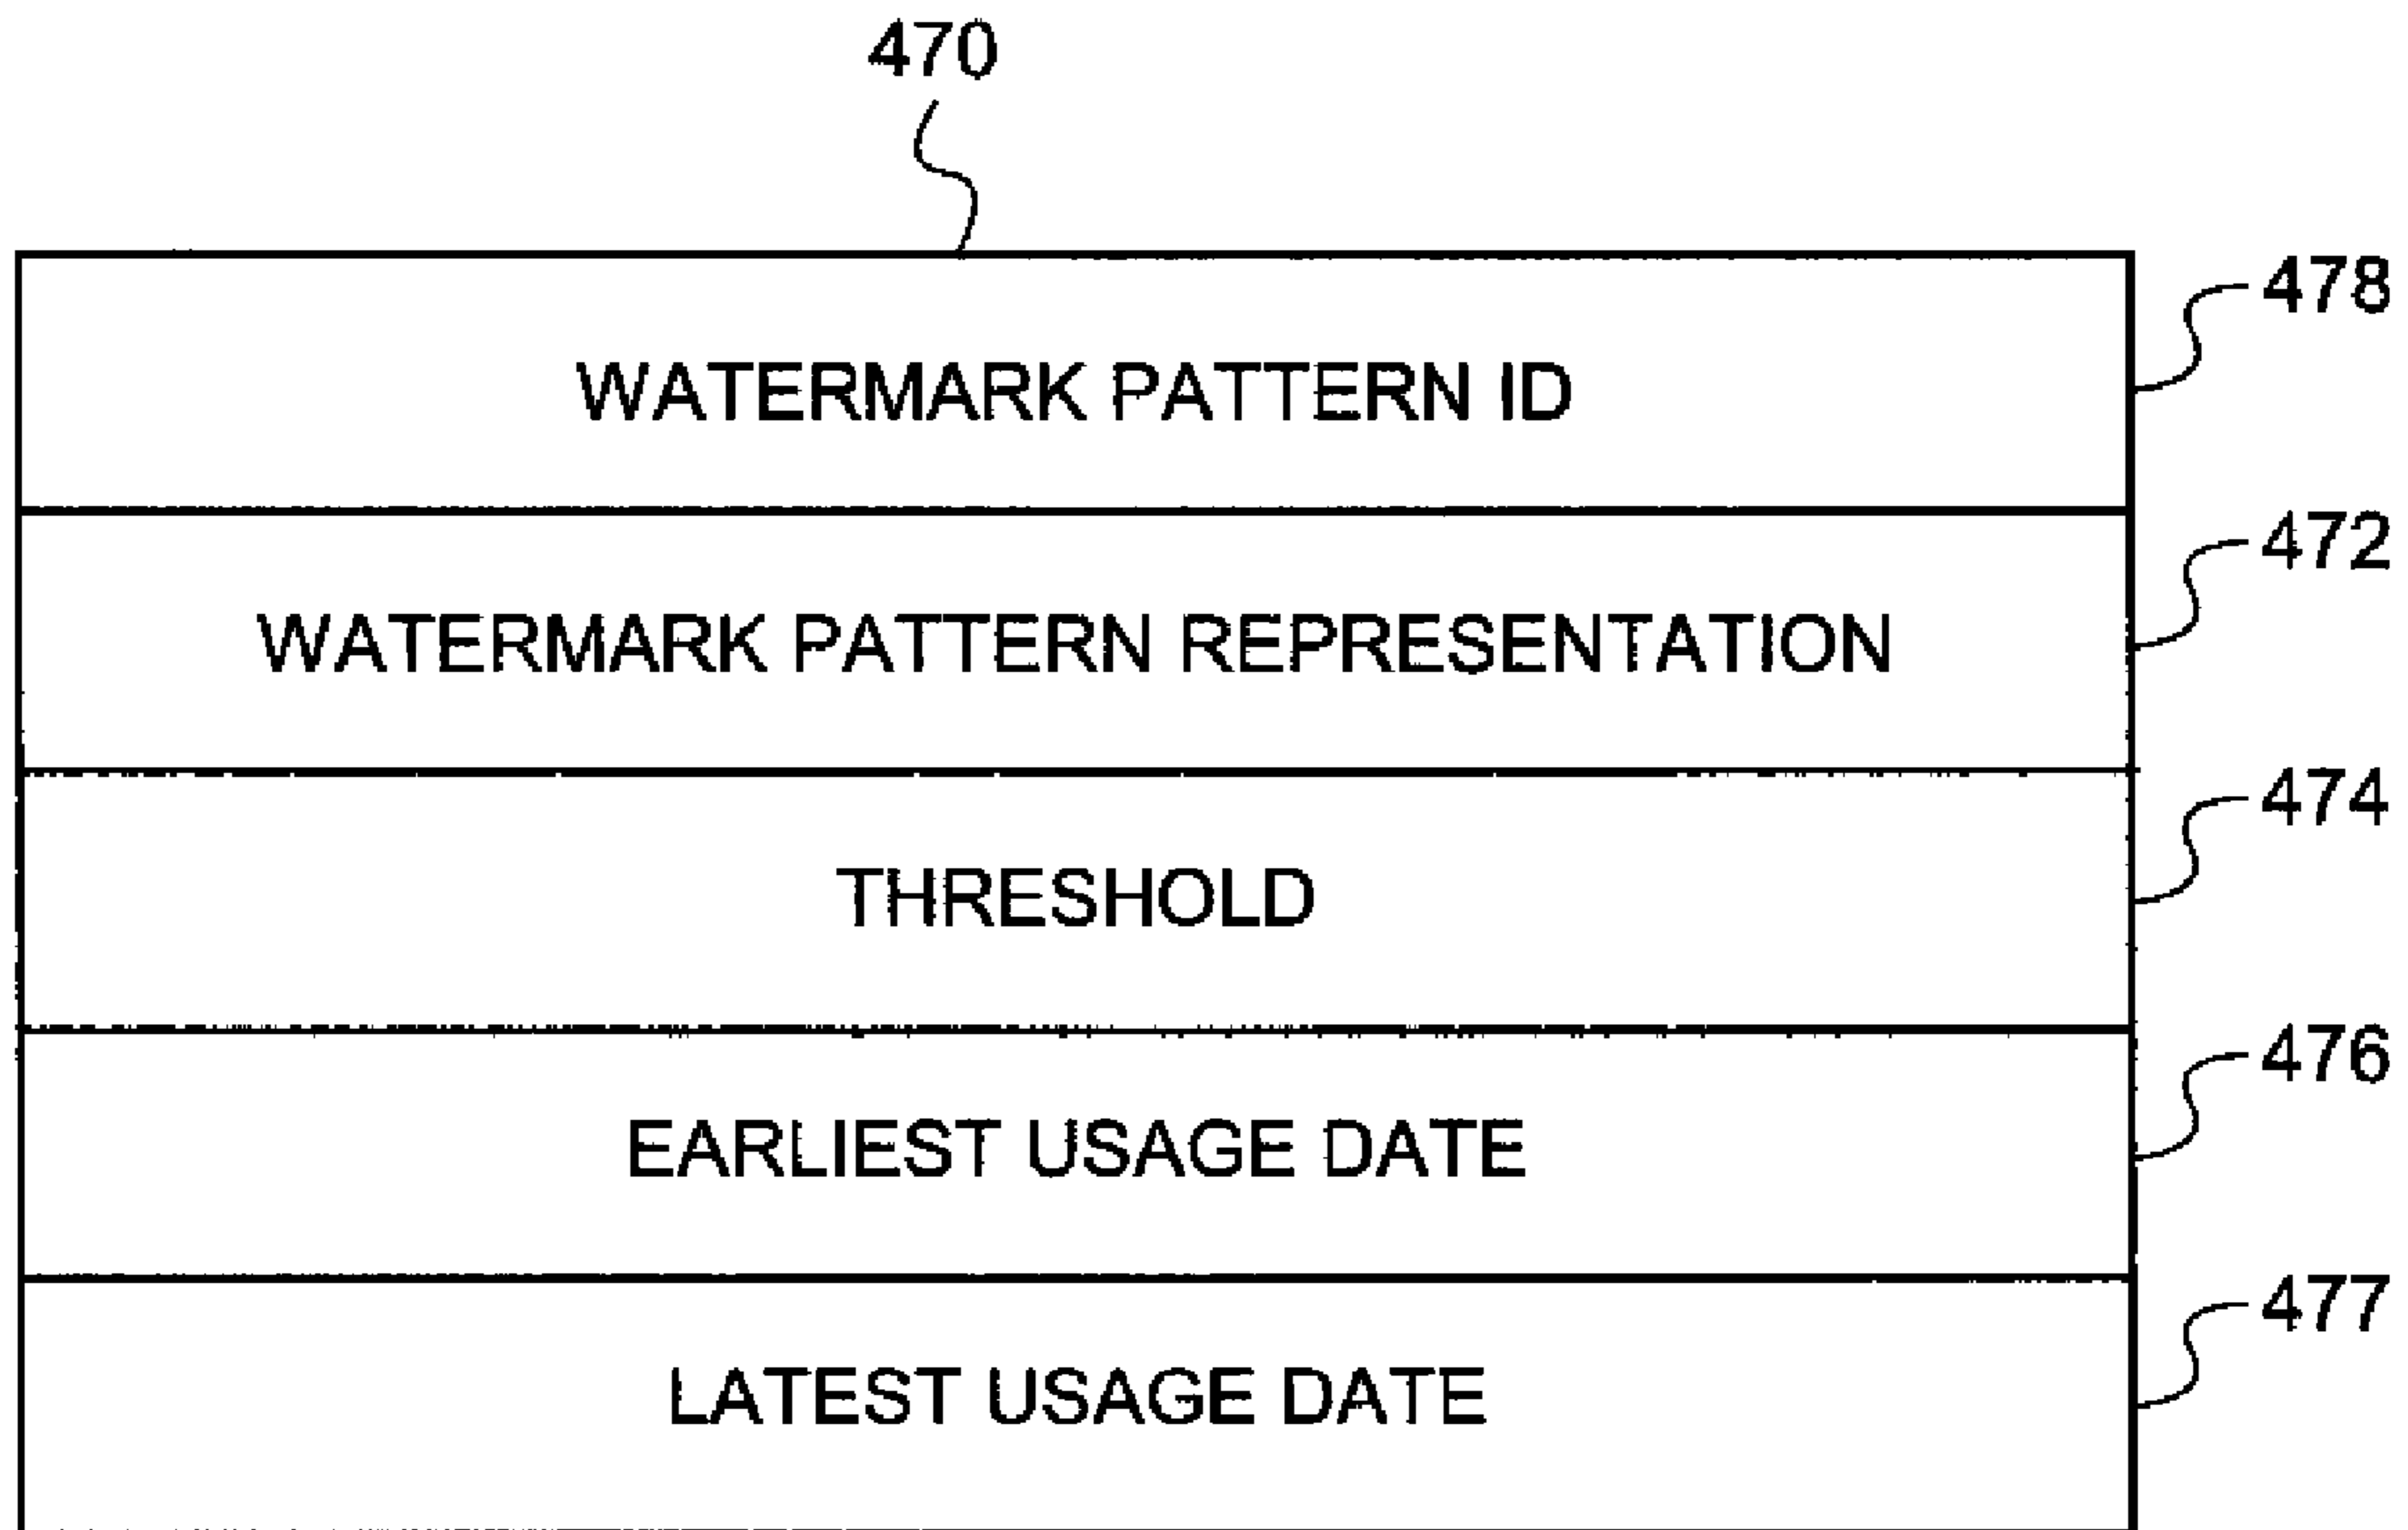 470
WATERMARK PATTERN ID
478
WATERMARK PATTERN REPRESENTATION
472
THRESHOLD
474
EARLIEST USAGE DATE
476
LATEST USAGE DATE
477